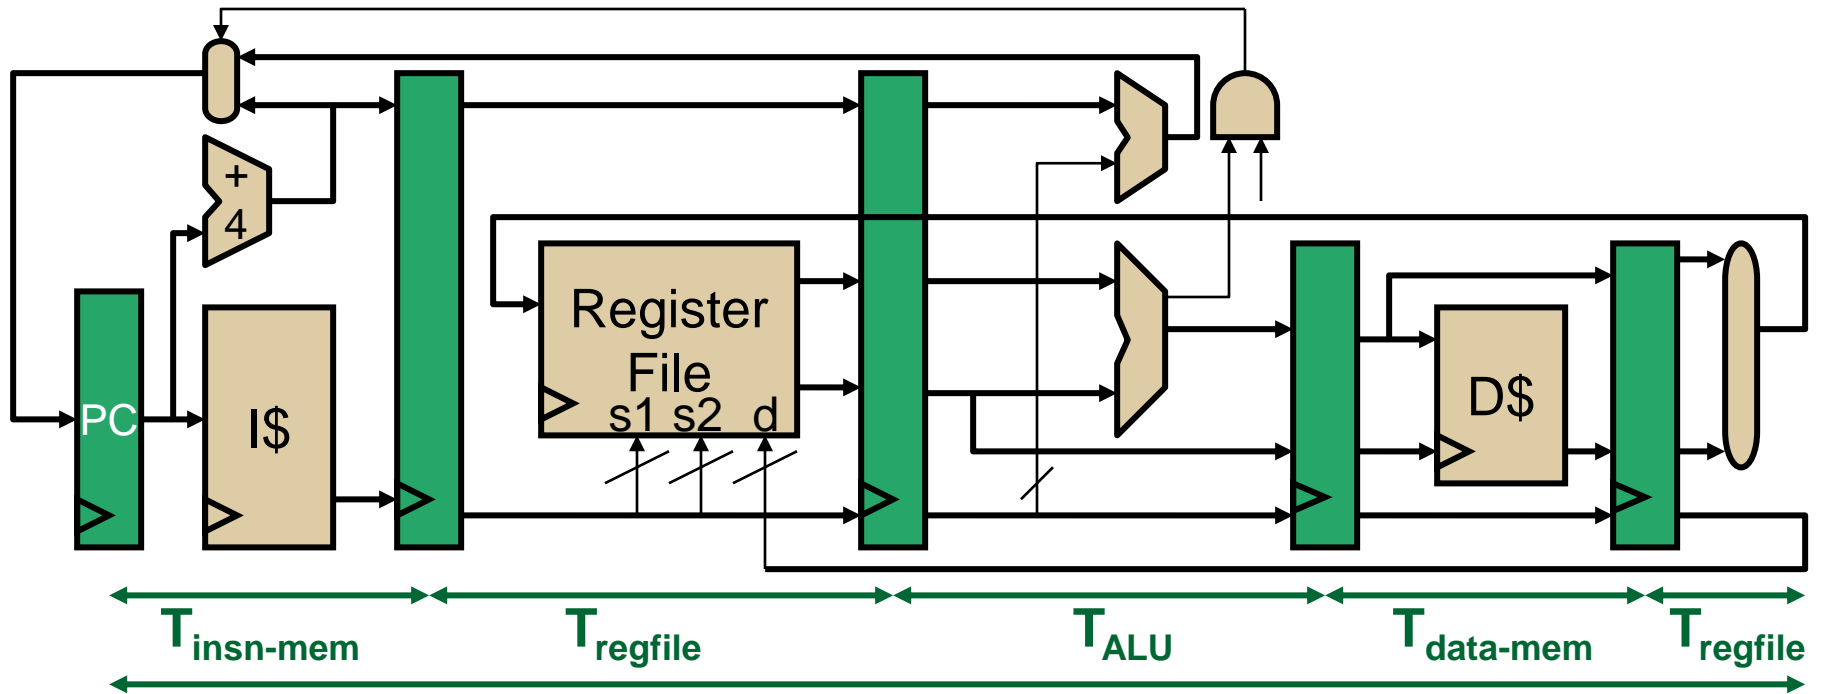 +
4
PC
I$
Register
File
s1 s2 d
D$
Tinsn-mem
Tregfile
TALU
Tdata-mem
Tregfile